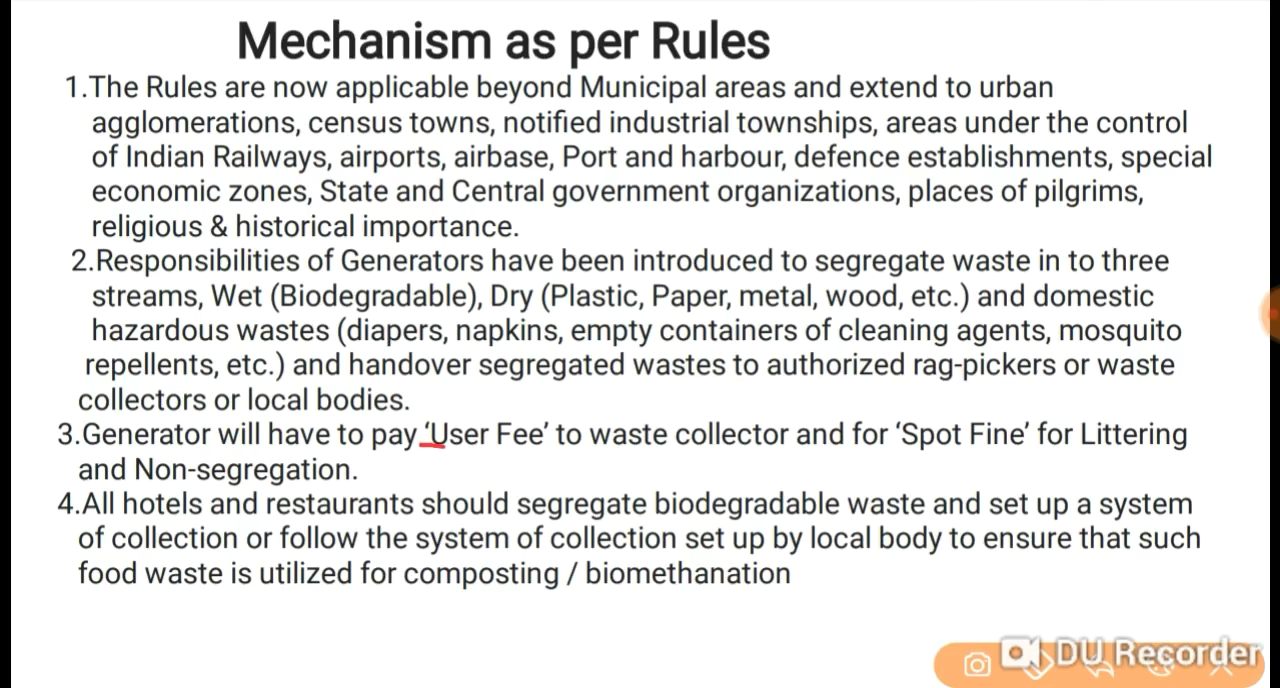 Mechanism as per Rules
1.The Rules are now applicable beyond Municipal areas and extend to urban
agglomerations, census towns, notified industrial townships, areas under the control
of Indian Railways, airports, airbase, Port and harbour, defence establishments, special
economic zones, State and Central government organizations, places of pilgrims,
religious & historical importance.
2.Responsibilities of Generators have been introduced to segregate waste in to three
streams, Wet (Biodegradable), Dry (Plastic, Paper, metal, wood, etc.) and domestic
hazardous wastes (diapers, napkins, empty containers of cleaning agents, mosquito
repellents, etc.) and handover segregated wastes to authorized rag-pickers or waste
collectors or local bodies.
3.Generator will have to pay ‘User Fee’ to waste collector and for ‘Spot Fine’ for Littering
and Non-segregation.
4.All hotels and restaurants should segregate biodegradable waste and set up a system
of collection or follow the system of collection set up by local body to ensure that such
food waste is utilized for composting / biomethanation
DU Recorder